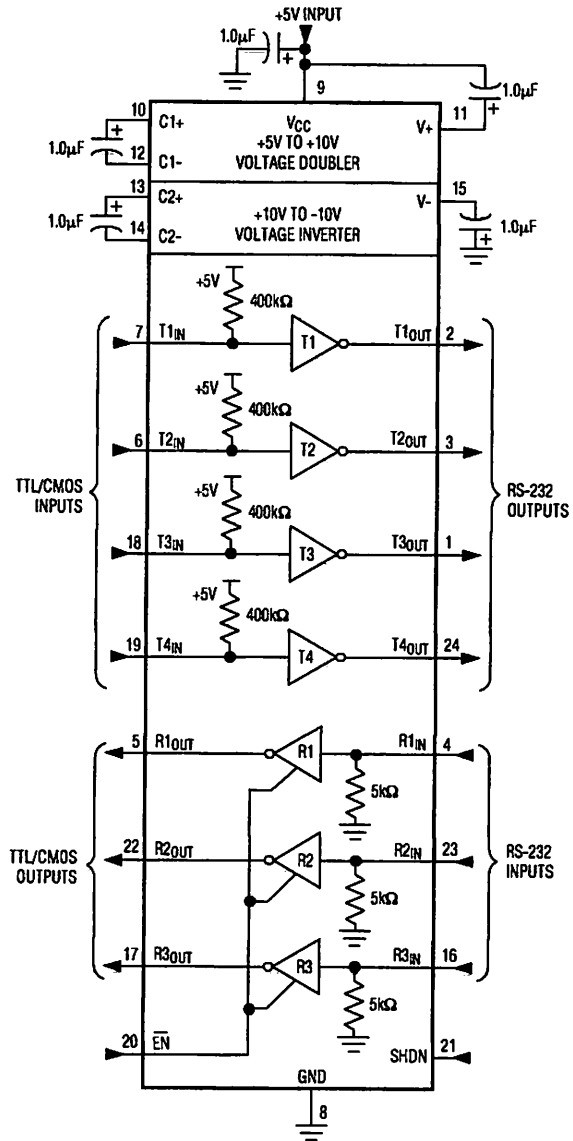 +5V INPUT
1.0µF
+
9
1.0µF
+
10 C1+ VCC V+ 11
+
1.0µF
+5V TO +10V
12 C1- VOLTAGE DOUBLER
13 C2+ V- 15
+
1.0µF
+10V TO -10V
14 C2- VOLTAGE INVERTER
1.0µF
+
+5V
400kΩ
7 T1IN T1 T1OUT 2
+5V
400kΩ
6 T2IN T2 T2OUT 3
TTL/CMOS
INPUTS
RS-232
OUTPUTS
+5V
400kΩ
18 T3IN T3 T3OUT 1
+5V
400kΩ
19 T4IN T4 T4OUT 24
5 R1OUT R1 R1IN 4
5kΩ
22 R2OUT R2 R2IN 23
TTL/CMOS
OUTPUTS
RS-232
INPUTS
5kΩ
17 R3OUT R3 R3IN 16
5kΩ
20 E̅N̅ SHDN 21
GND
8